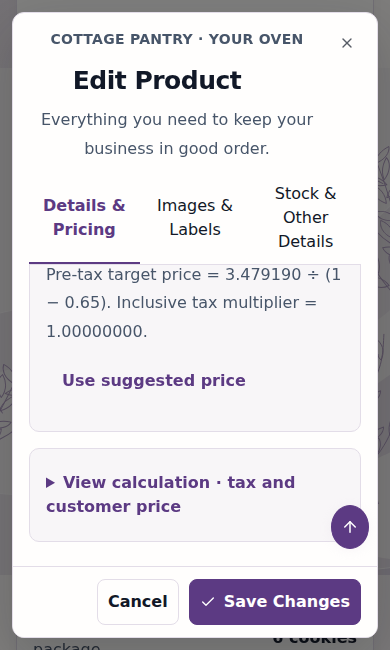 COTTAGE PANTRY · YOUR OVEN
Edit Product
Everything you need to keep your
business in good order.
Details &
Pricing
Images &
Labels
Stock &
Other
Details
Pre-tax target price = 3.479190 ÷ (1
− 0.65). Inclusive tax multiplier =
1.00000000.
Use suggested price
View calculation · tax and
customer price
Cancel
Save Changes
0 cookies
package